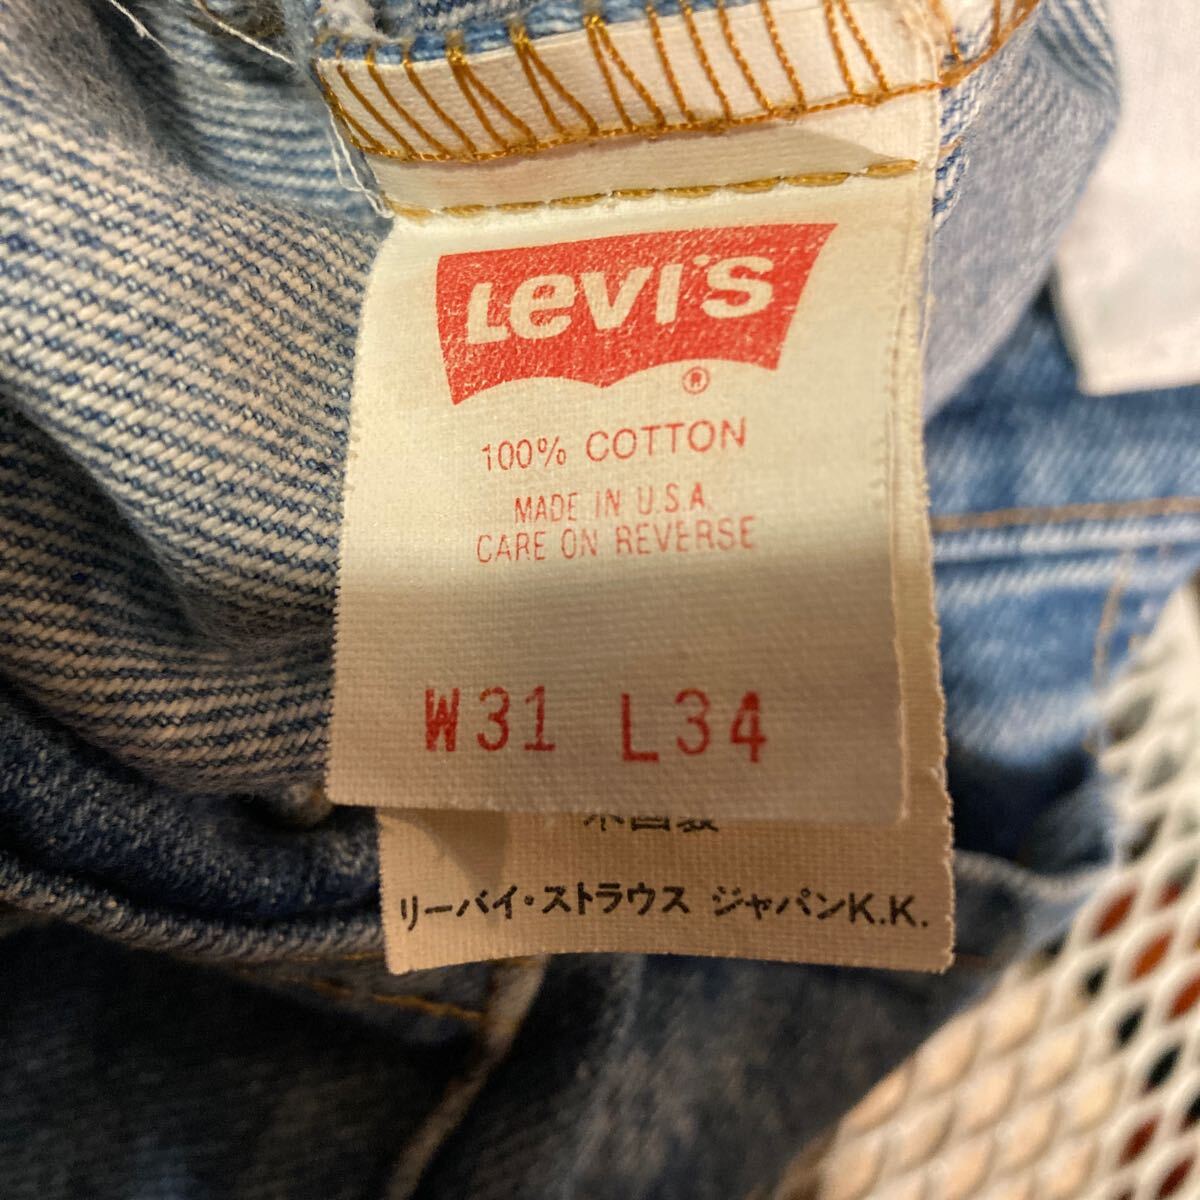 LEVI'S
®
100% COTTON
MADE IN U.S.A.
CARE ON REVERSE
W31 L34
リーバイ・ストラウス ジャパンK.K.